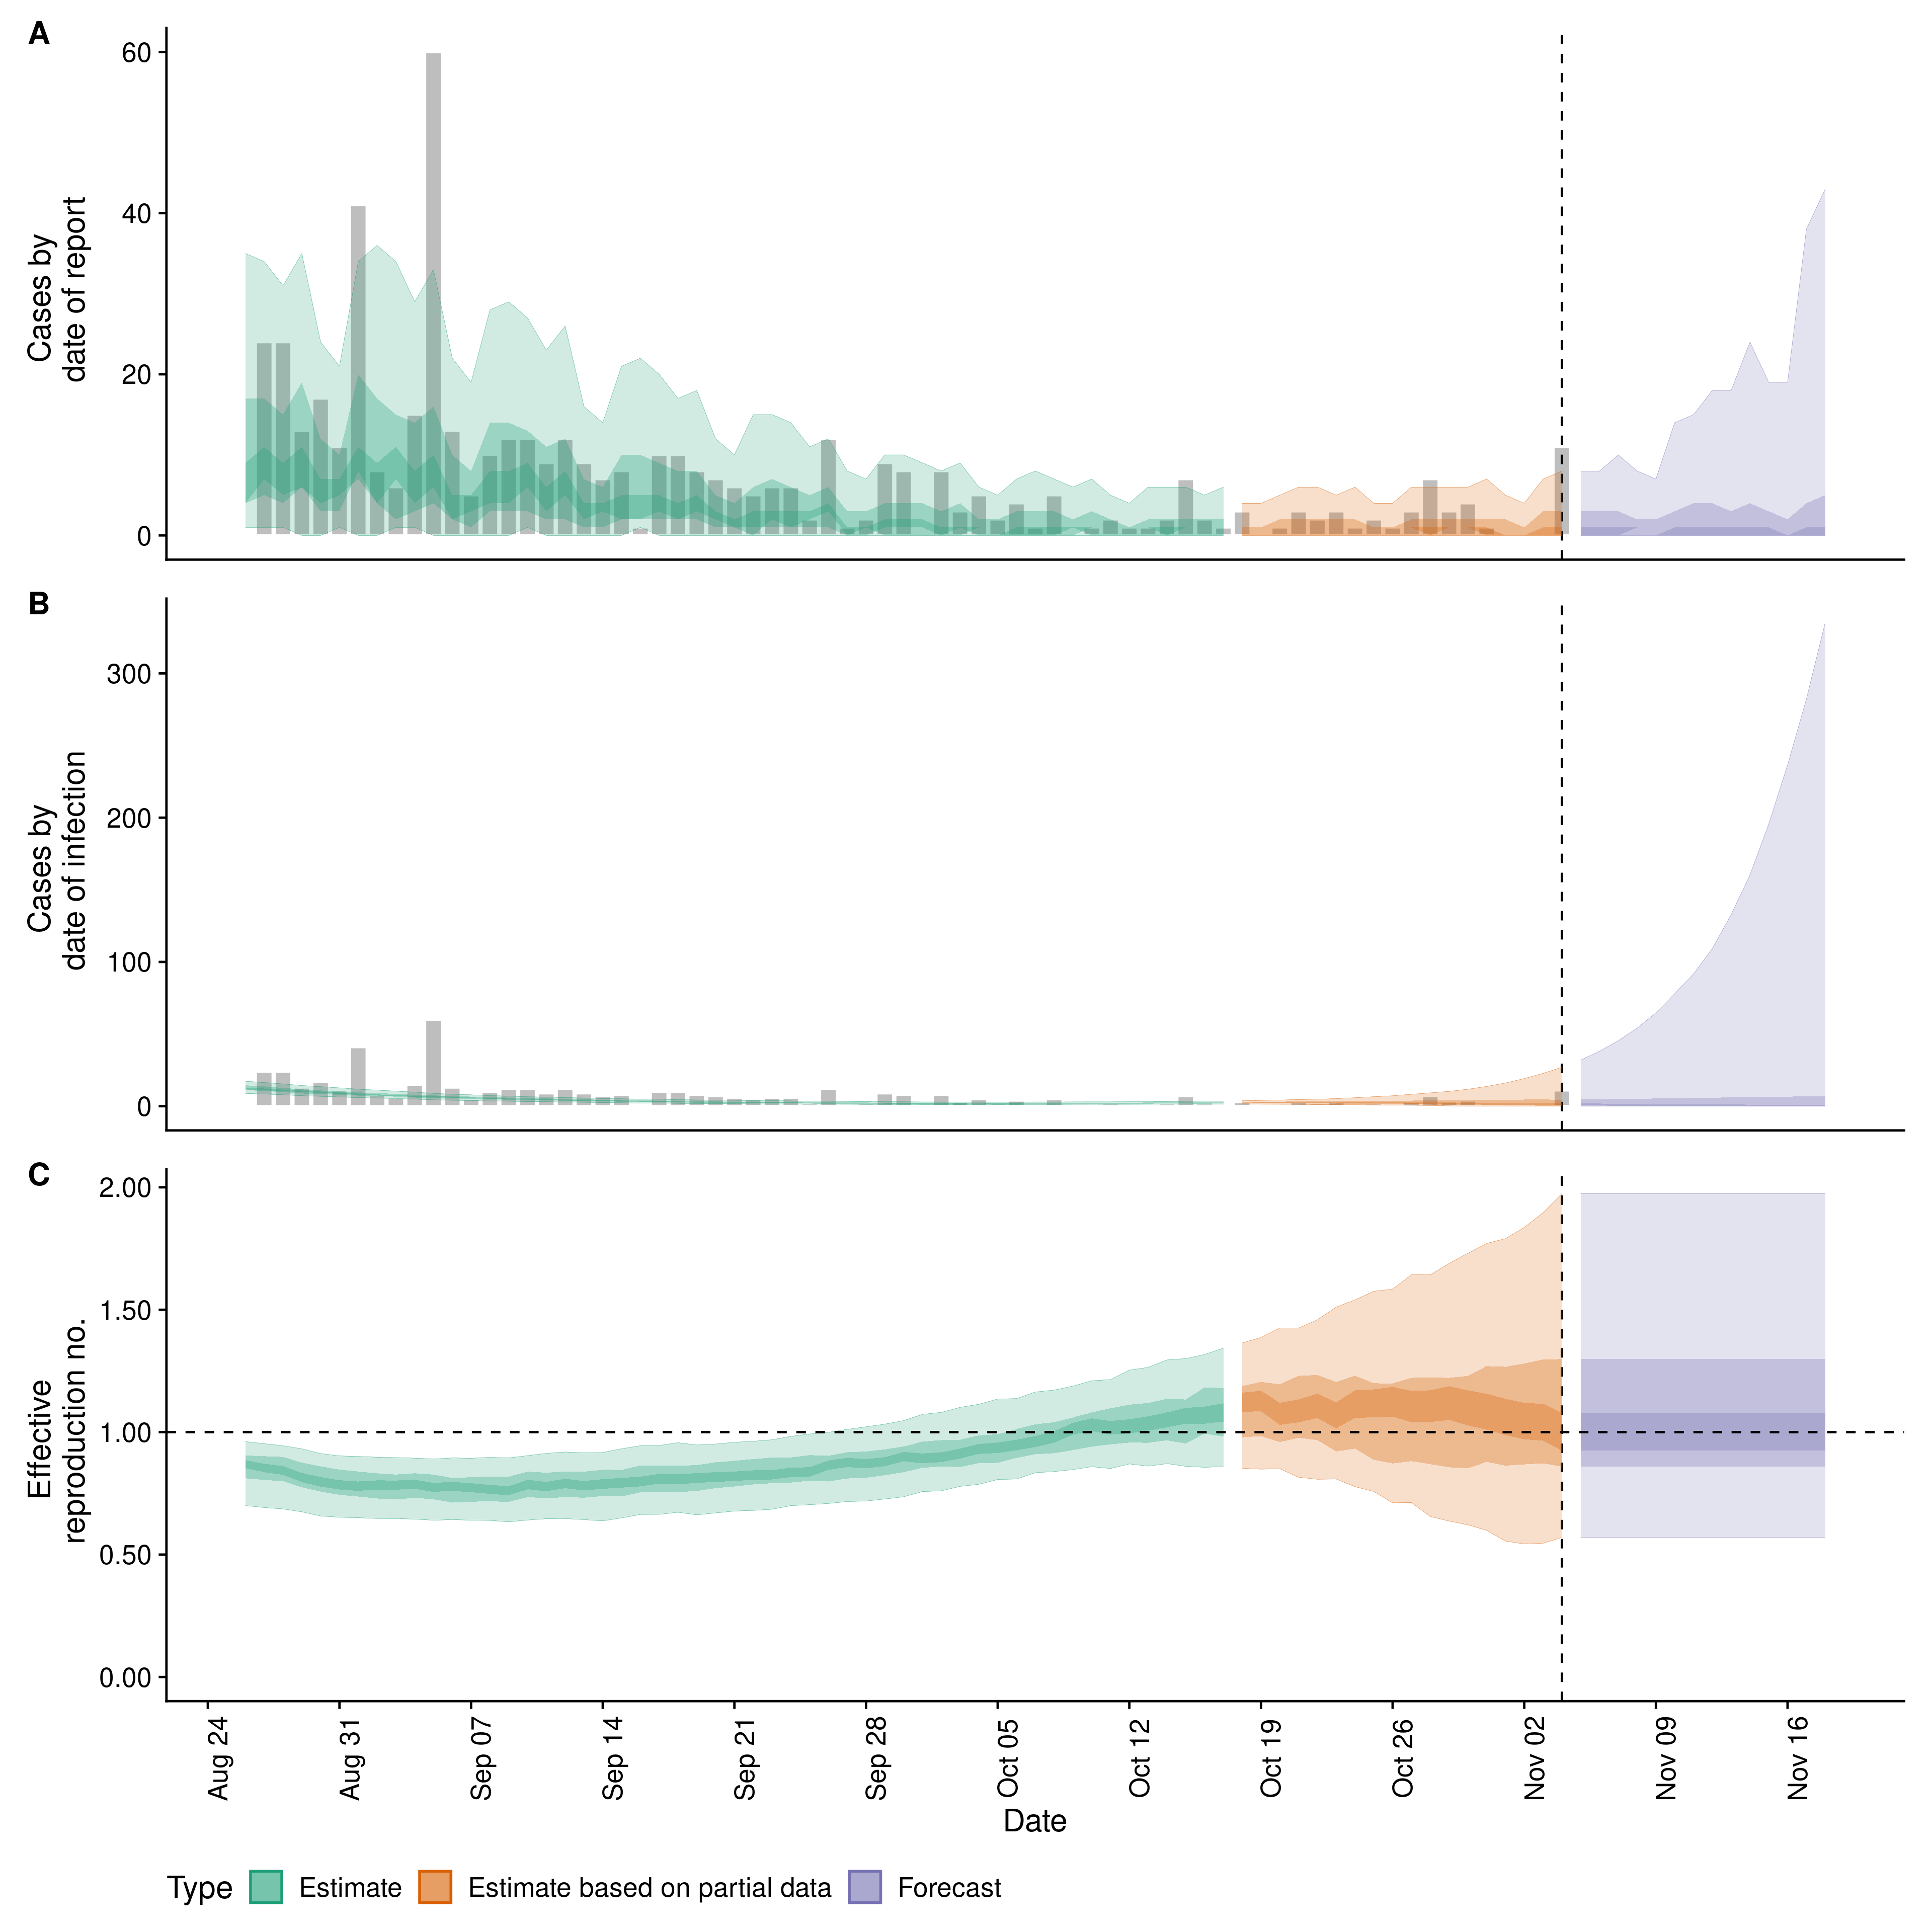 A
60
40
20
0
Cases by
date of report
B
300
200
100
0
Cases by
date of infection
C
2.00
1.50
1.00
0.50
0.00
Effective
reproduction no.
Aug 24
Aug 31
Sep 07
Sep 14
Sep 21
Sep 28
Oct 05
Oct 12
Oct 19
Oct 26
Nov 02
Nov 09
Nov 16
Date
Type
Estimate
Estimate based on partial data
Forecast